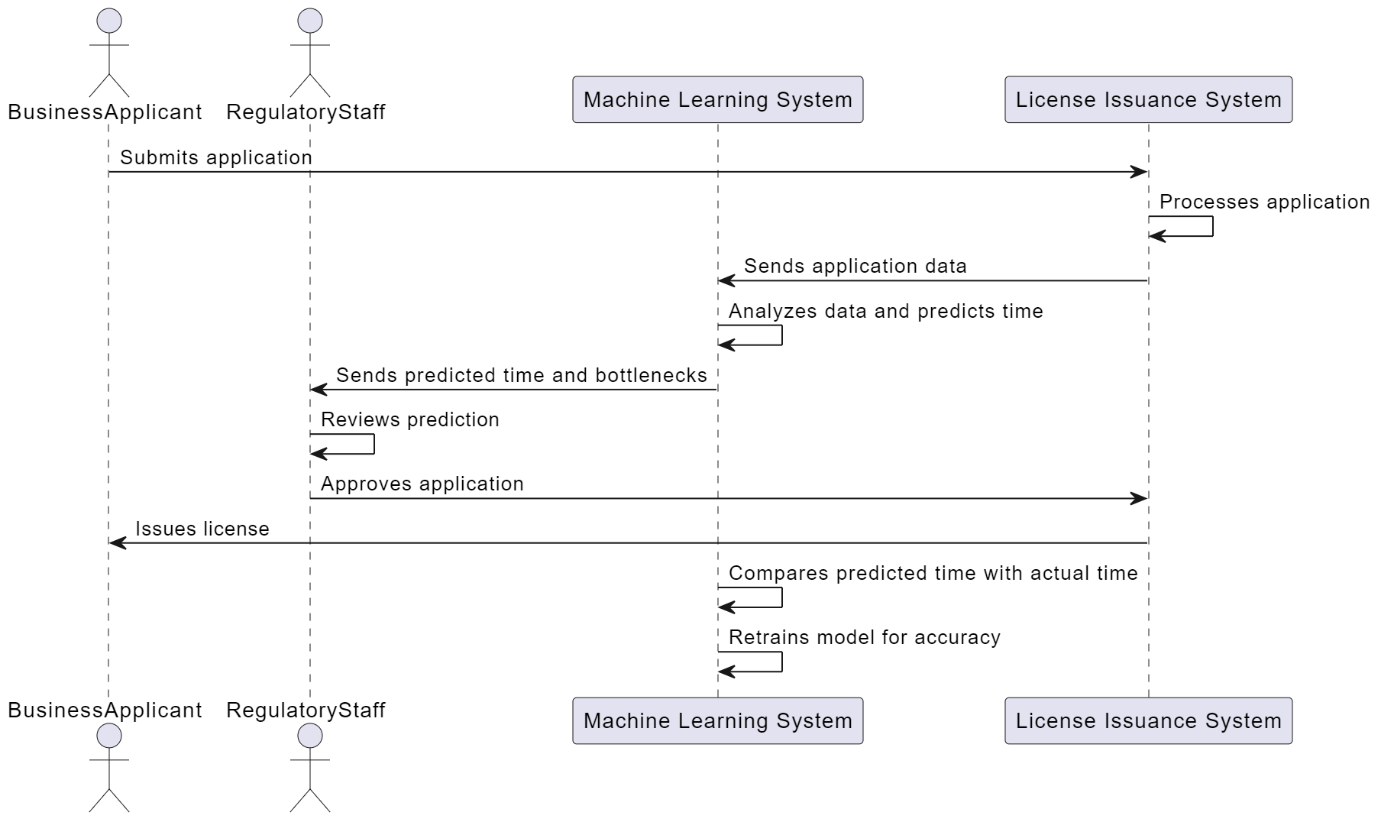 BusinessApplicant
RegulatoryStaff
Machine Learning System
License Issuance System
Submits application
Processes application
Sends application data
Analyzes data and predicts time
Sends predicted time and bottlenecks
Reviews prediction
Approves application
Issues license
Compares predicted time with actual time
Retrains model for accuracy
BusinessApplicant
RegulatoryStaff
Machine Learning System
License Issuance System